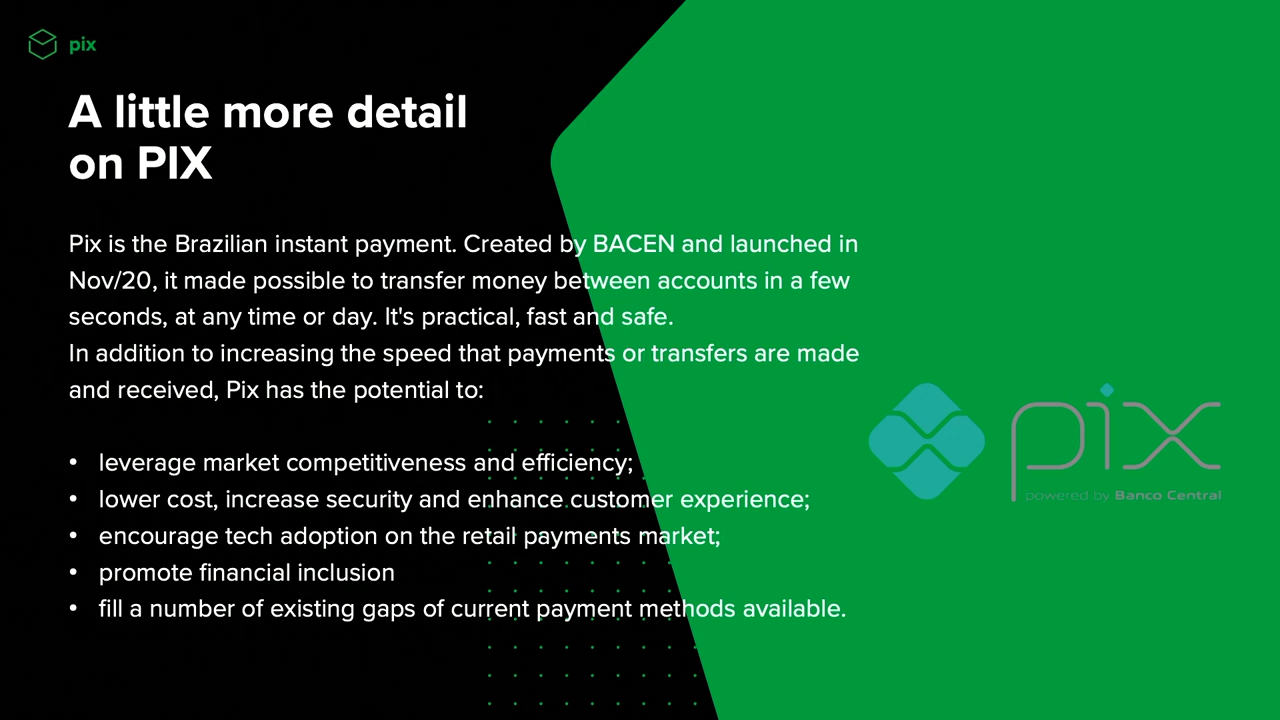 pix
A little more detail
on PIX
Pix is the Brazilian instant payment. Created by BACEN and launched in
Nov/20, it made possible to transfer money between accounts in a few
seconds, at any time or day. It's practical, fast and safe.
In addition to increasing the speed that payments or transfers are made
and received, Pix has the potential to:
• leverage market competitiveness and efficiency;
• lower cost, increase security and enhance customer experience;
• encourage tech adoption on the retail payments market;
• promote financial inclusion
• fill a number of existing gaps of current payment methods available.
pix
powered by Banco Central